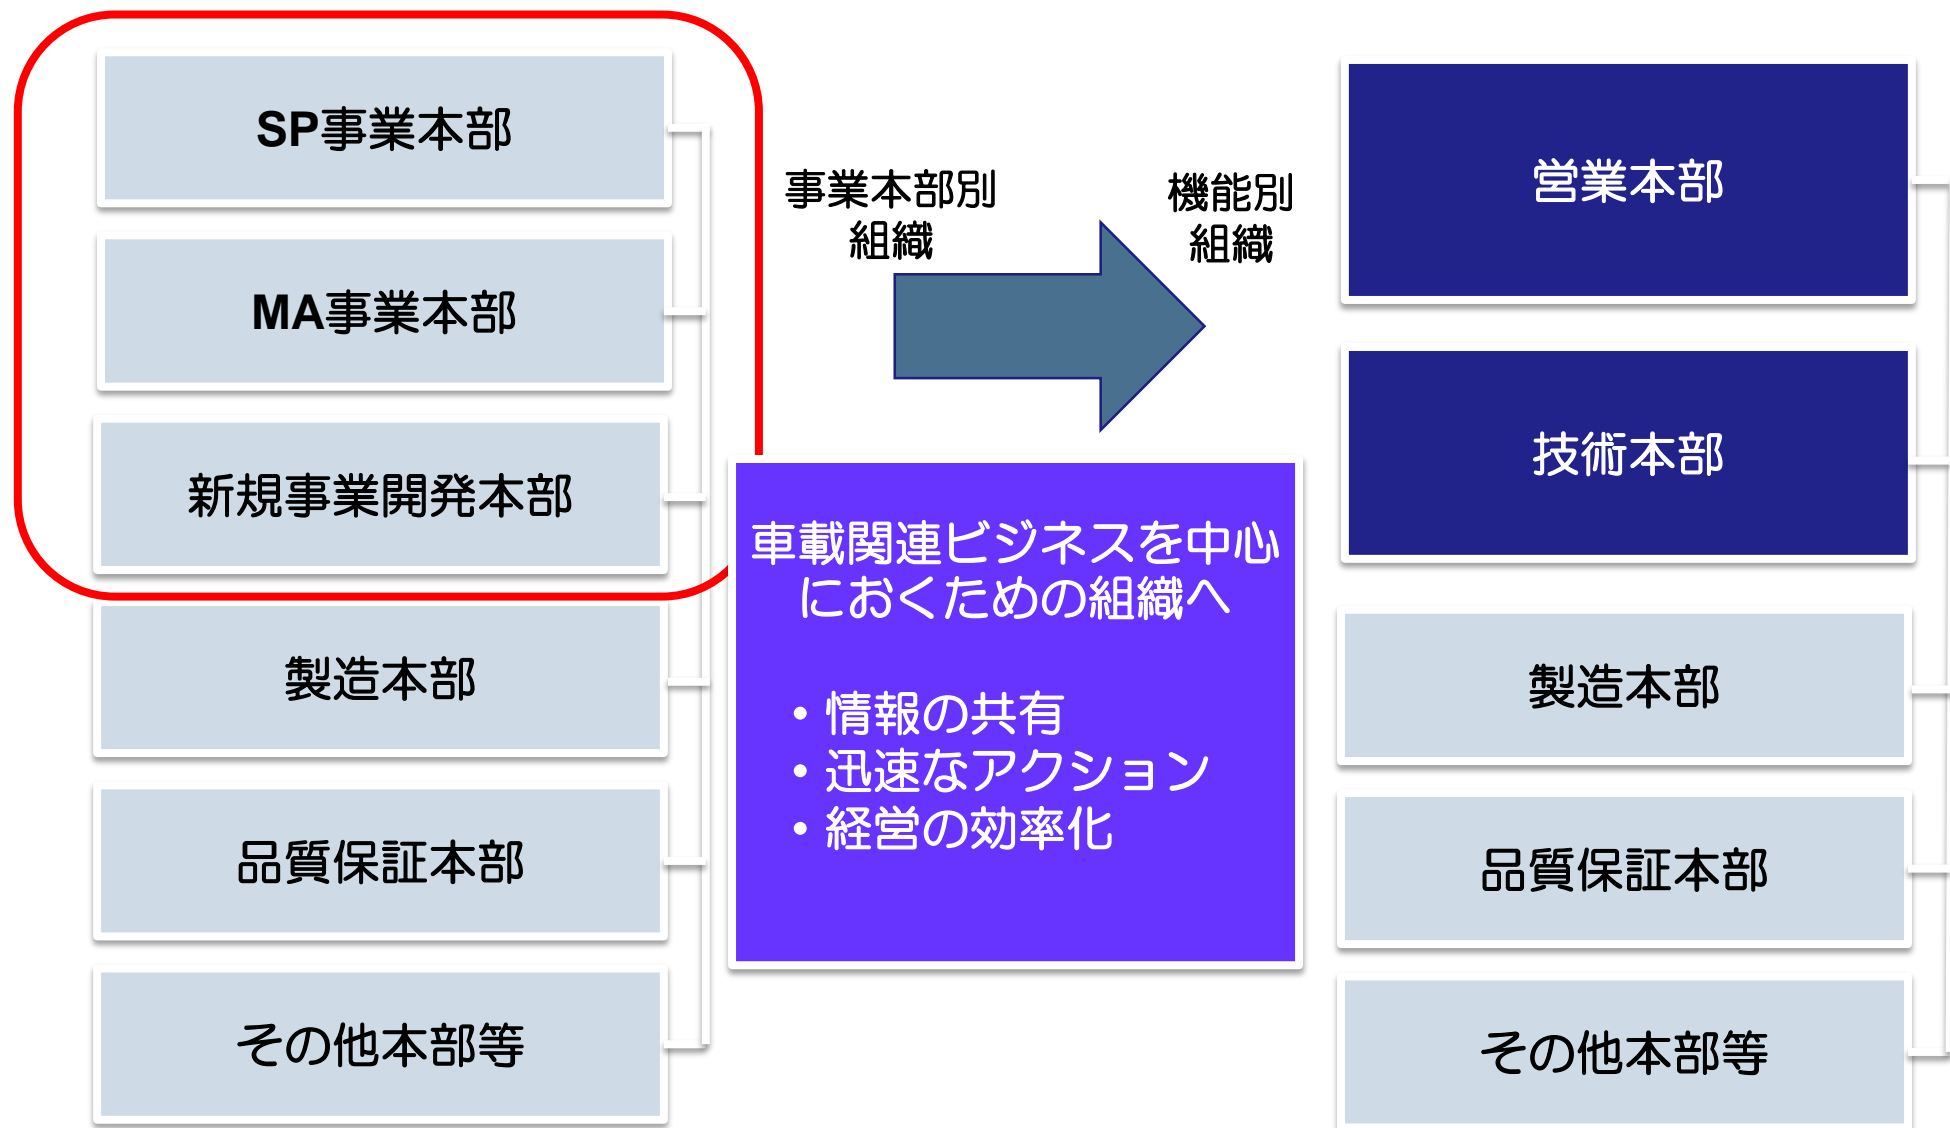 SP事業本部
MA事業本部
新規事業開発本部
製造本部
品質保証本部
その他本部等
事業本部別
組織
機能別
組織
車載関連ビジネスを中心
におくための組織へ
• 情報の共有
• 迅速なアクション
• 経営の効率化
営業本部
技術本部
製造本部
品質保証本部
その他本部等